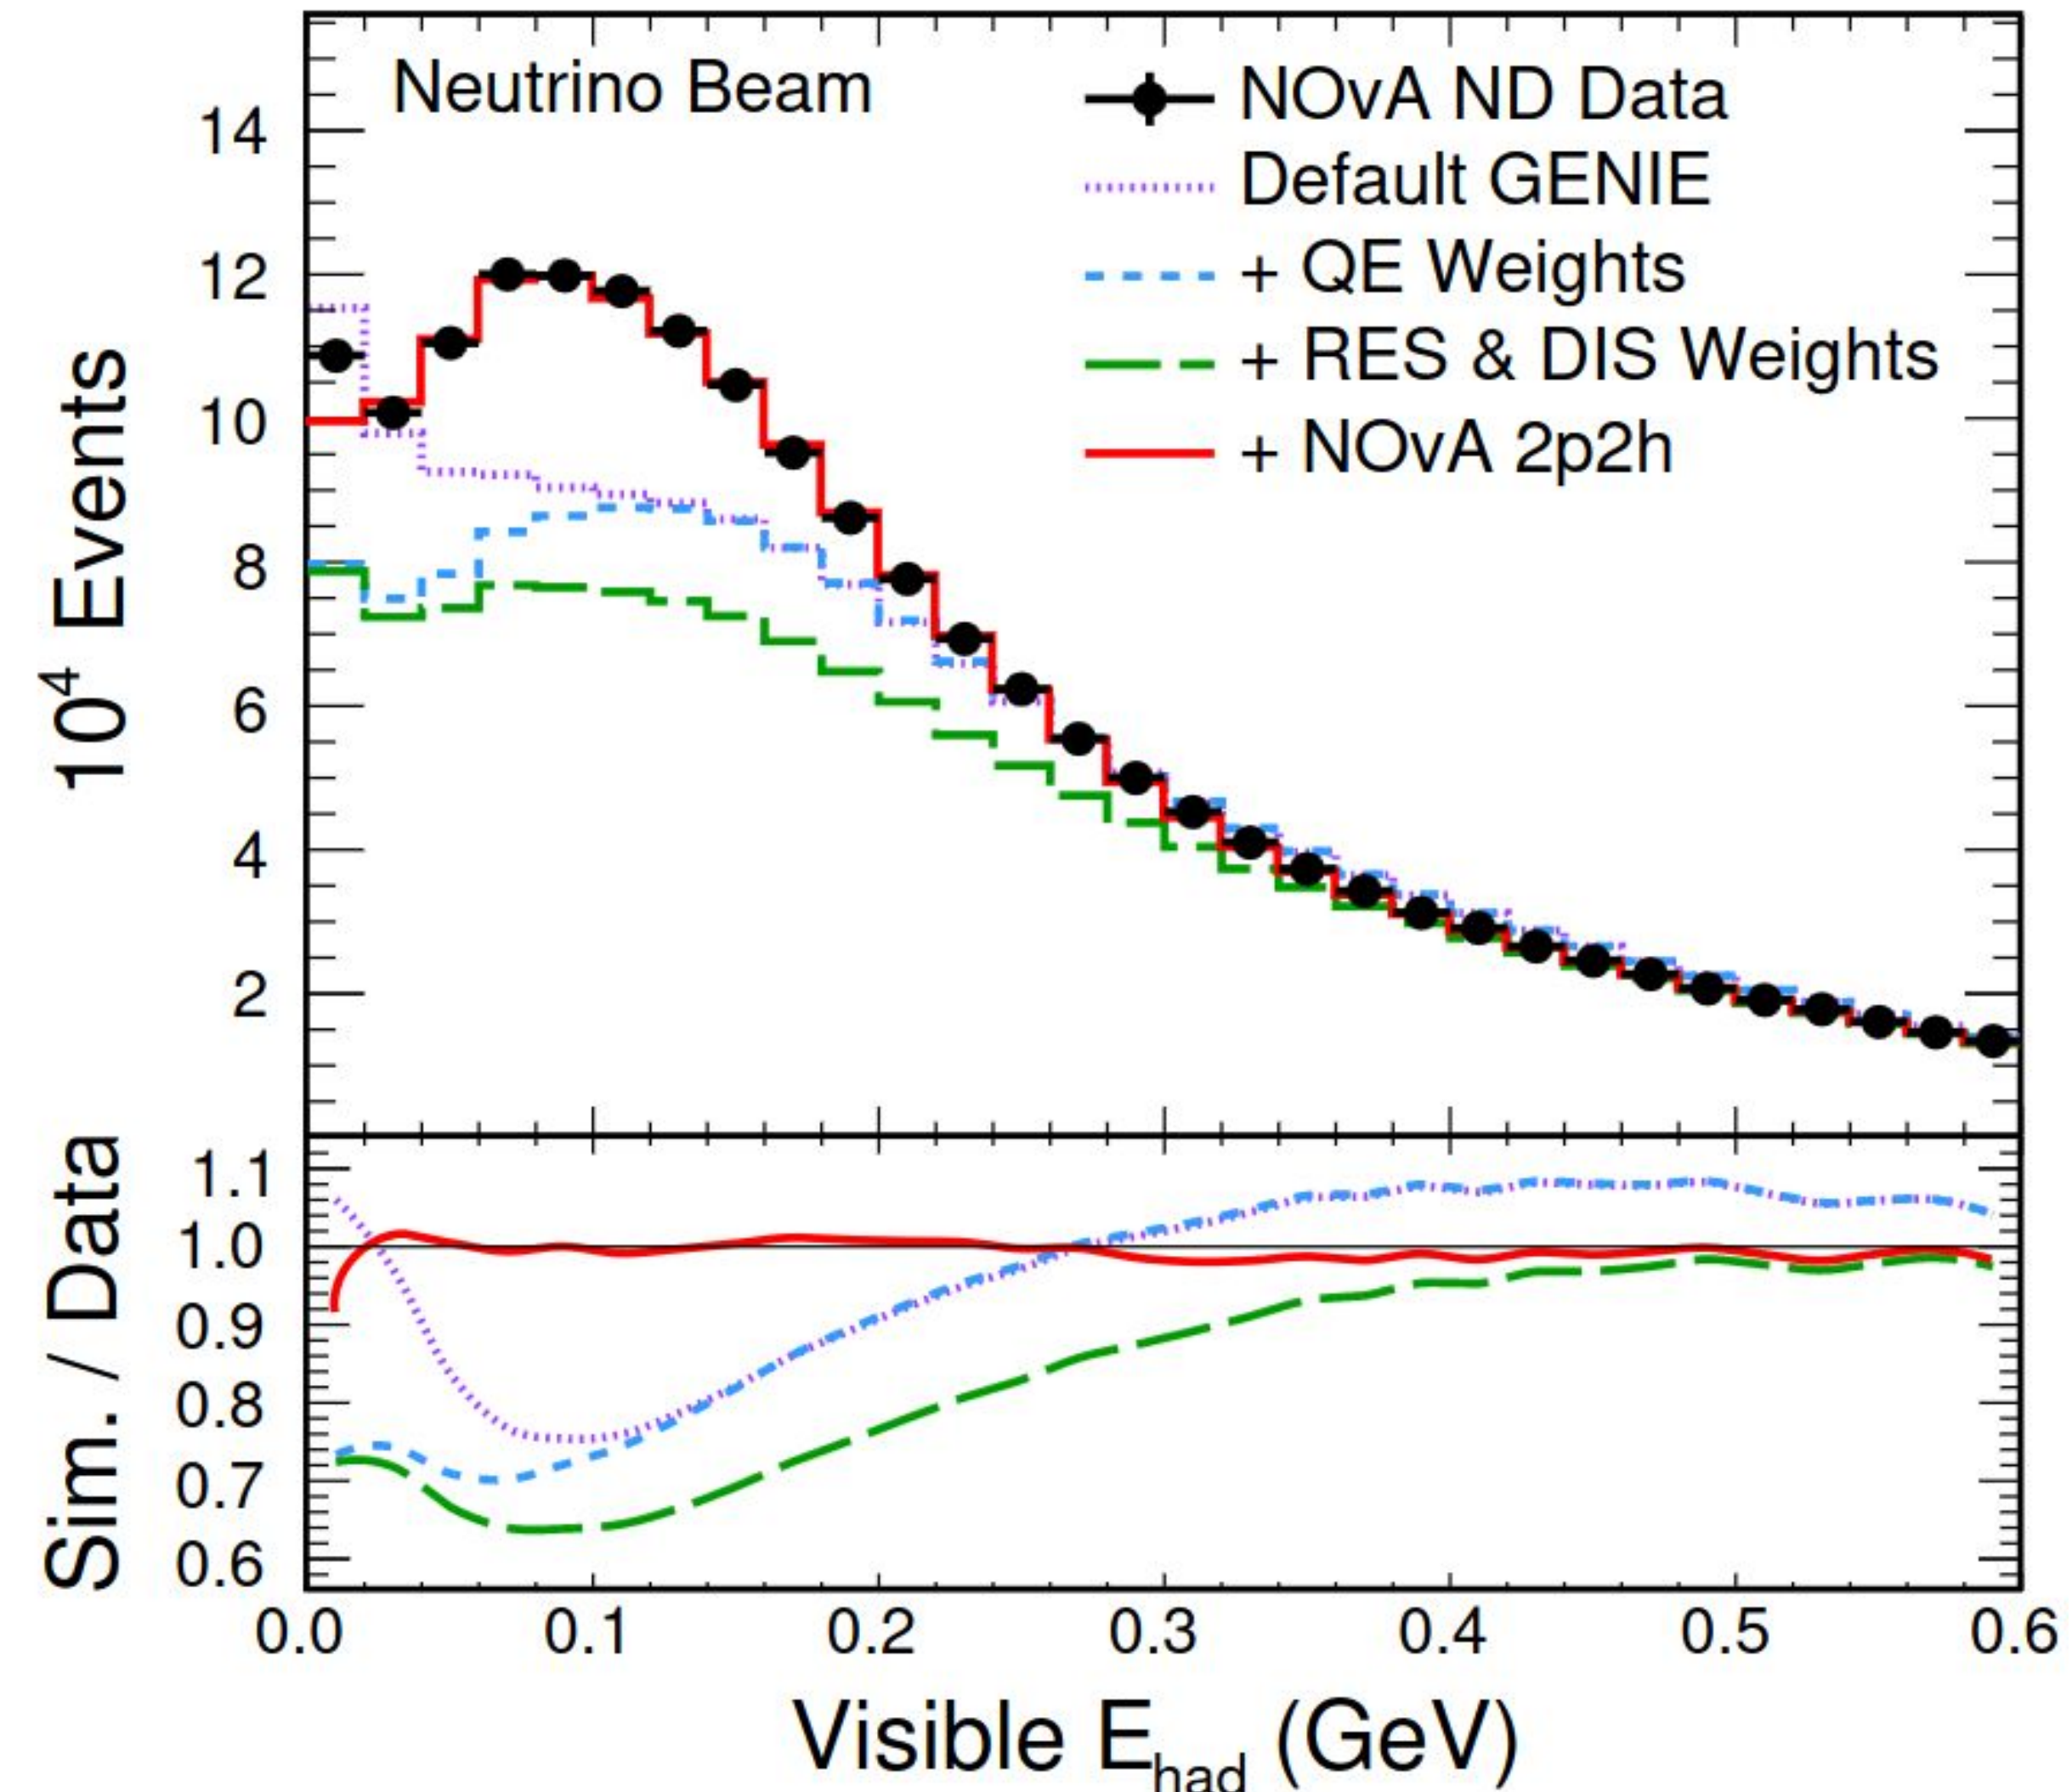 Neutrino Beam
NOvA ND Data
Default GENIE
+ QE Weights
+ RES & DIS Weights
+ NOvA 2p2h
10⁴ Events
14
12
10
8
6
4
2
Sim. / Data
1.1
1.0
0.9
0.8
0.7
0.6
0.0 0.1 0.2 0.3 0.4 0.5 0.6
Visible E_had (GeV)